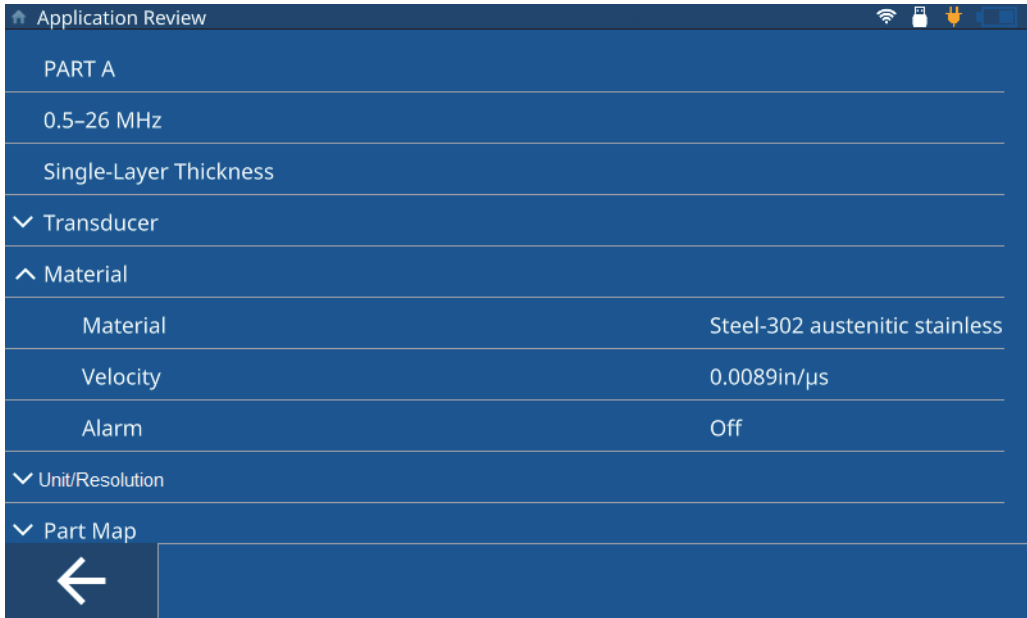 Application Review
PART A
0.5–26 MHz
Single-Layer Thickness
Transducer
Material
Material Steel-302 austenitic stainless
Velocity 0.0089in/µs
Alarm Off
Unit/Resolution
Part Map